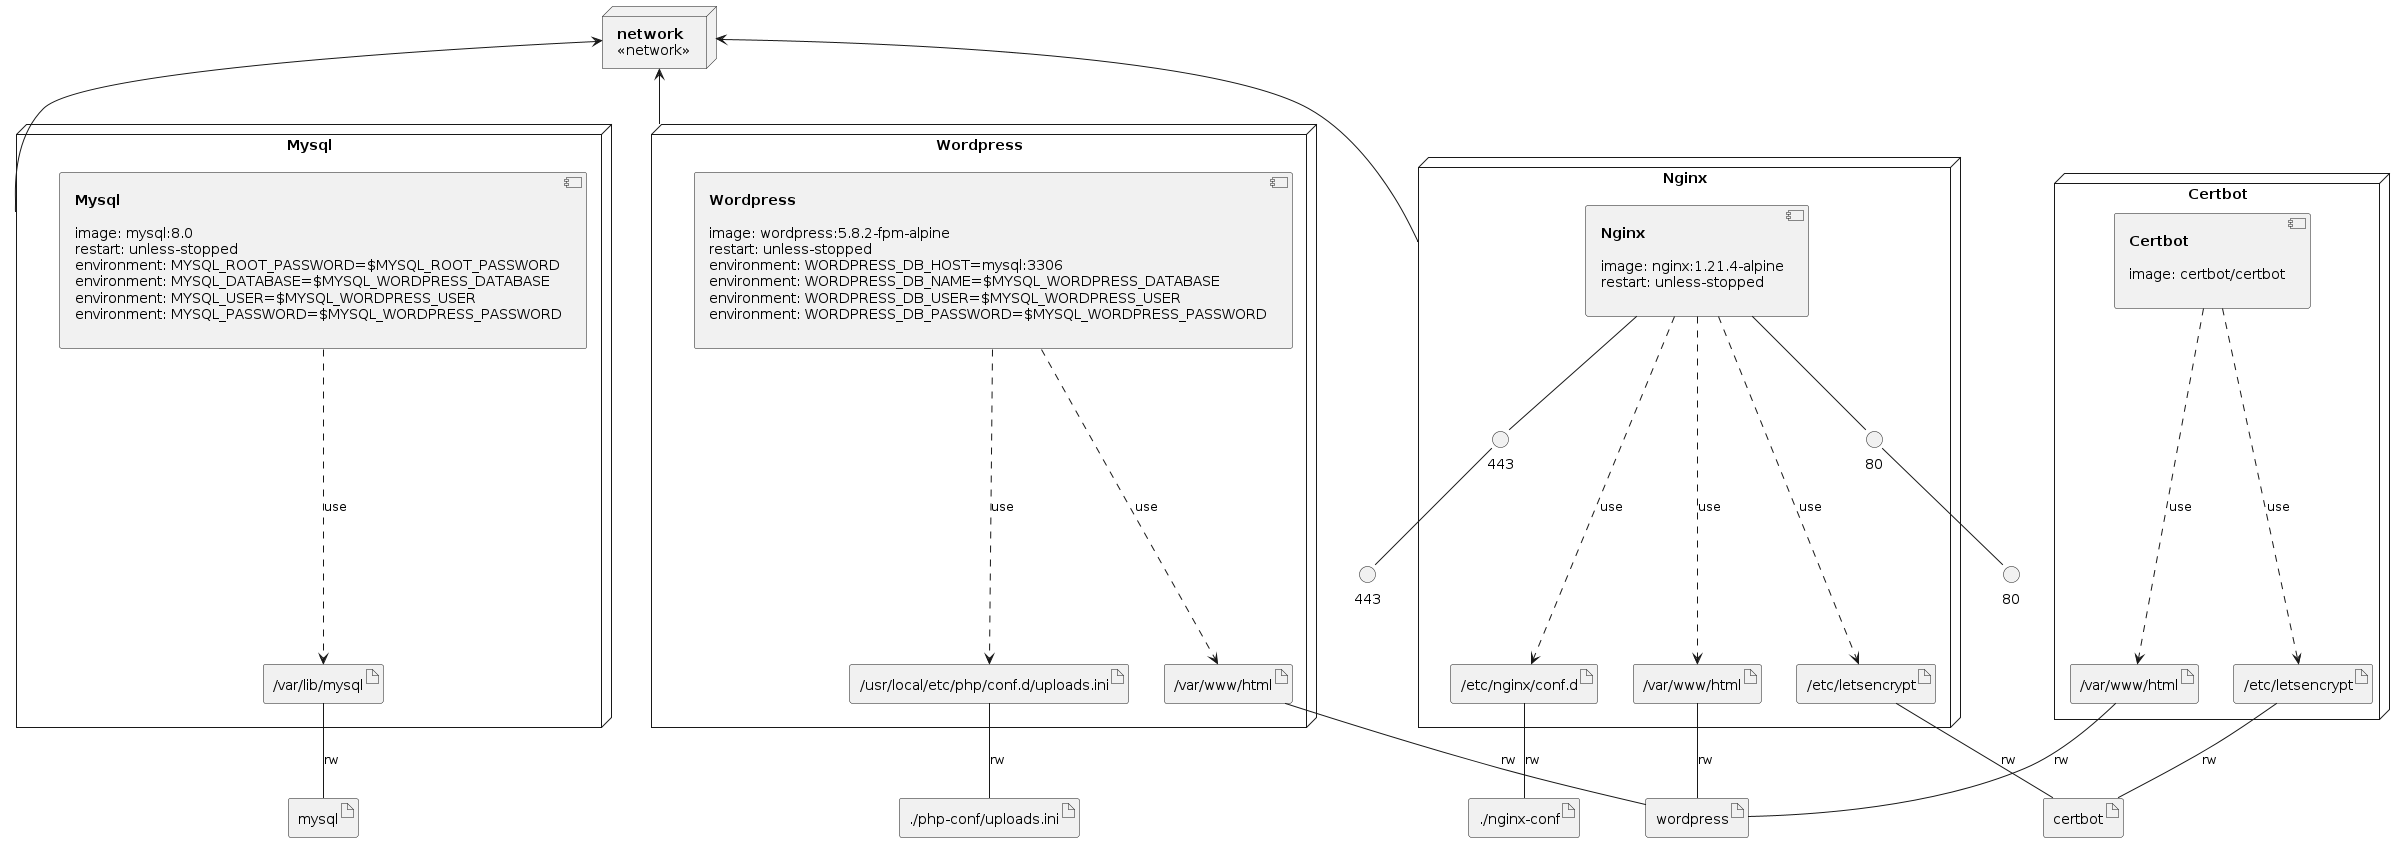 network
«network»
Mysql
Mysql
image: mysql:8.0
restart: unless-stopped
environment: MYSQL_ROOT_PASSWORD=$MYSQL_ROOT_PASSWORD
environment: MYSQL_DATABASE=$MYSQL_WORDPRESS_DATABASE
environment: MYSQL_USER=$MYSQL_WORDPRESS_USER
environment: MYSQL_PASSWORD=$MYSQL_WORDPRESS_PASSWORD
use
/var/lib/mysql
rw
mysql
Wordpress
Wordpress
image: wordpress:5.8.2-fpm-alpine
restart: unless-stopped
environment: WORDPRESS_DB_HOST=mysql:3306
environment: WORDPRESS_DB_NAME=$MYSQL_WORDPRESS_DATABASE
environment: WORDPRESS_DB_USER=$MYSQL_WORDPRESS_USER
environment: WORDPRESS_DB_PASSWORD=$MYSQL_WORDPRESS_PASSWORD
use
use
/usr/local/etc/php/conf.d/uploads.ini
/var/www/html
rw
rw
./php-conf/uploads.ini
Nginx
Nginx
image: nginx:1.21.4-alpine
restart: unless-stopped
443
80
use
use
use
443
80
/etc/nginx/conf.d
/var/www/html
/etc/letsencrypt
rw
rw
rw
./nginx-conf
wordpress
Certbot
Certbot
image: certbot/certbot
use
use
/var/www/html
/etc/letsencrypt
rw
rw
certbot